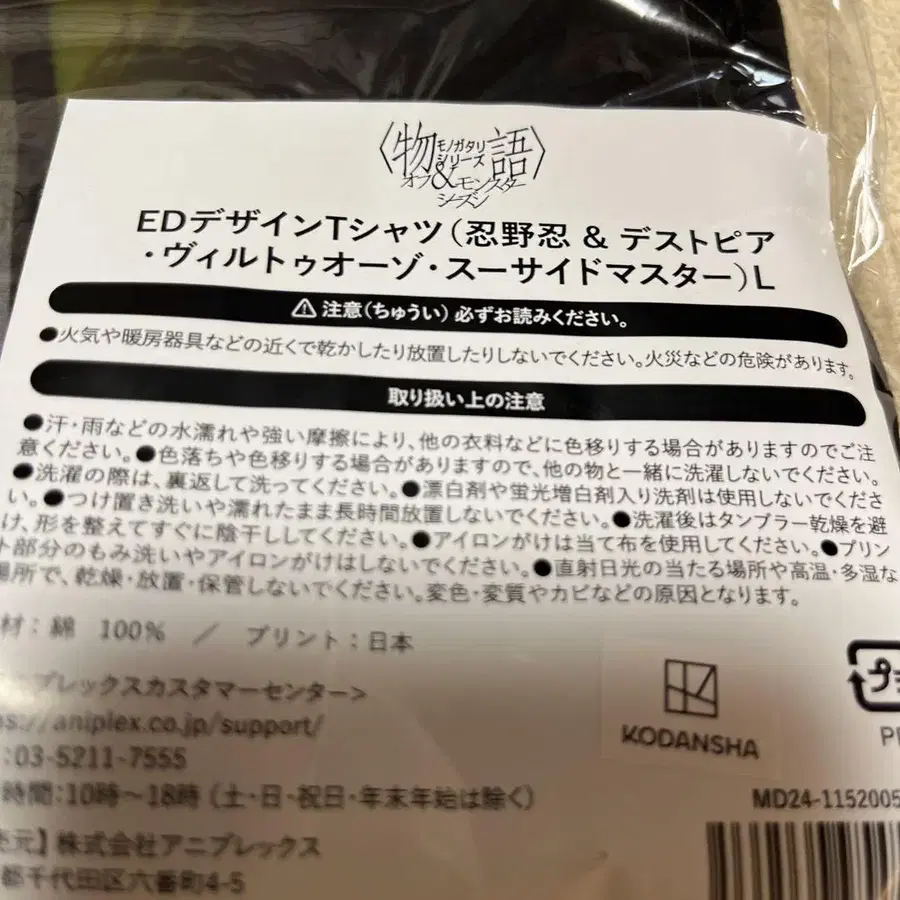 〈物語〉
モノガタリ
シリーズ
オフ&モンスター
シーズン
EDデザインTシャツ（忍野忍 & デストピア
・ヴィルトゥオーゾ・スーサイドマスター）L
⚠ 注意（ちゅうい）必ずお読みください。
●火気や暖房器具などの近くで乾かしたり放置したりしないでください。火災などの危険があります。
取り扱い上の注意
●汗・雨などの水濡れや強い摩擦により、他の衣料などに色移りする場合がありますのでご注
意ください。●色落ちや色移りする場合がありますので、他の物と一緒に洗濯しないでください。
●洗濯の際は、裏返して洗ってください。●漂白剤や蛍光増白剤入り洗剤は使用しないでくださ
い。●つけ置き洗いや濡れたまま長時間放置しないでください。●洗濯後はタンブラー乾燥を避
け、形を整えてすぐに陰干ししてください。●アイロンがけは当て布を使用してください。●プリン
ト部分のもみ洗いやアイロンがけはしないでください。●直射日光の当たる場所や高温・多湿な
場所で、乾燥・放置・保管しないでください。変色・変質やカビなどの原因となります。
材：綿 100% ／ プリント：日本
プレックスカスタマーセンター>
://aniplex.co.jp/support/
:03-5211-7555
時間:10時～18時（土・日・祝日・年末年始は除く）
元】株式会社アニプレックス
都千代田区六番町4-5
KODANSHA
プラ
MD24-1152005